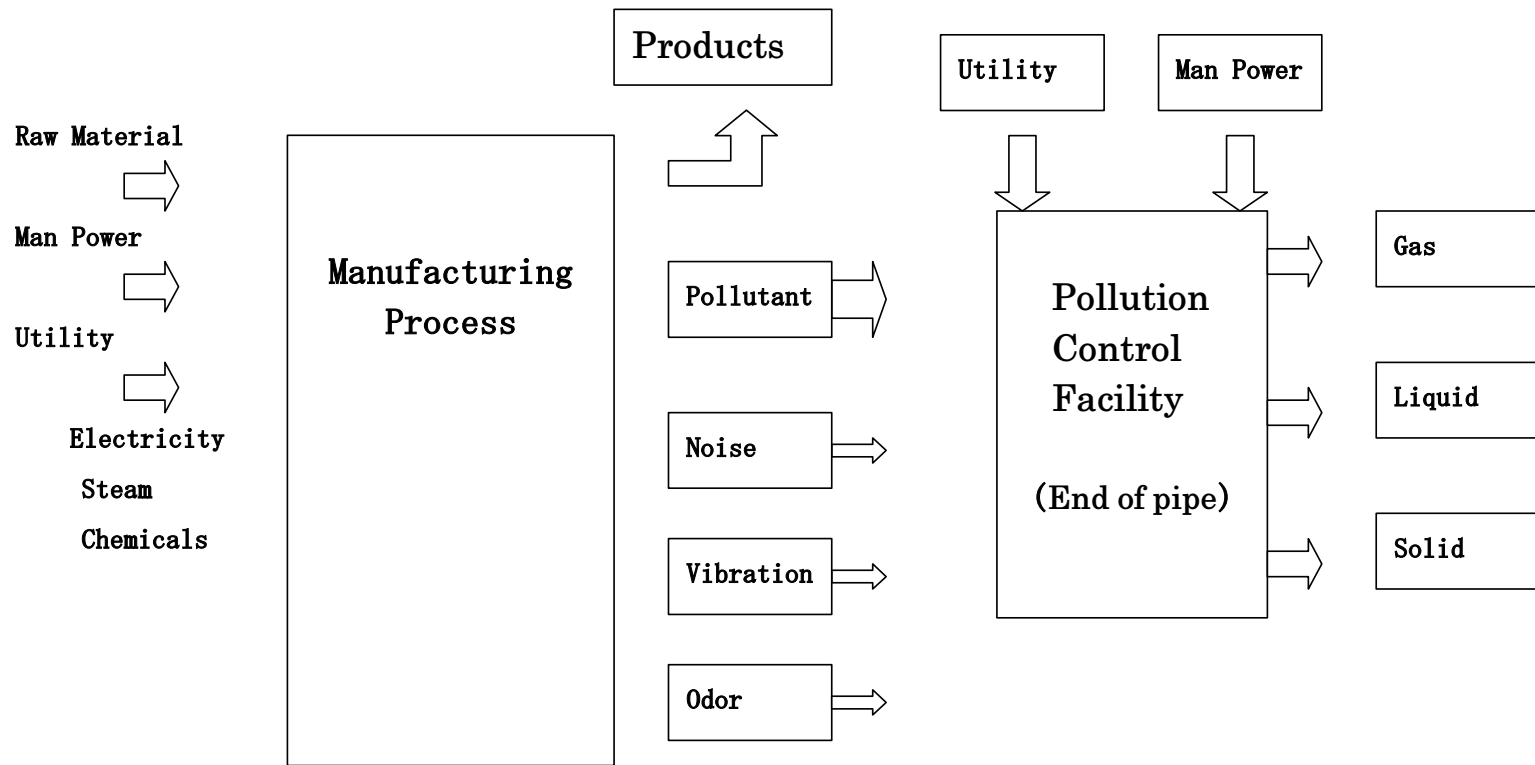 Products
Utility
Man Power
Raw Material
Man Power
Utility
Electricity
Steam
Chemicals
Manufacturing
Process
Pollutant
Noise
Vibration
Odor
Pollution
Control
Facility
(End of pipe)
Gas
Liquid
Solid